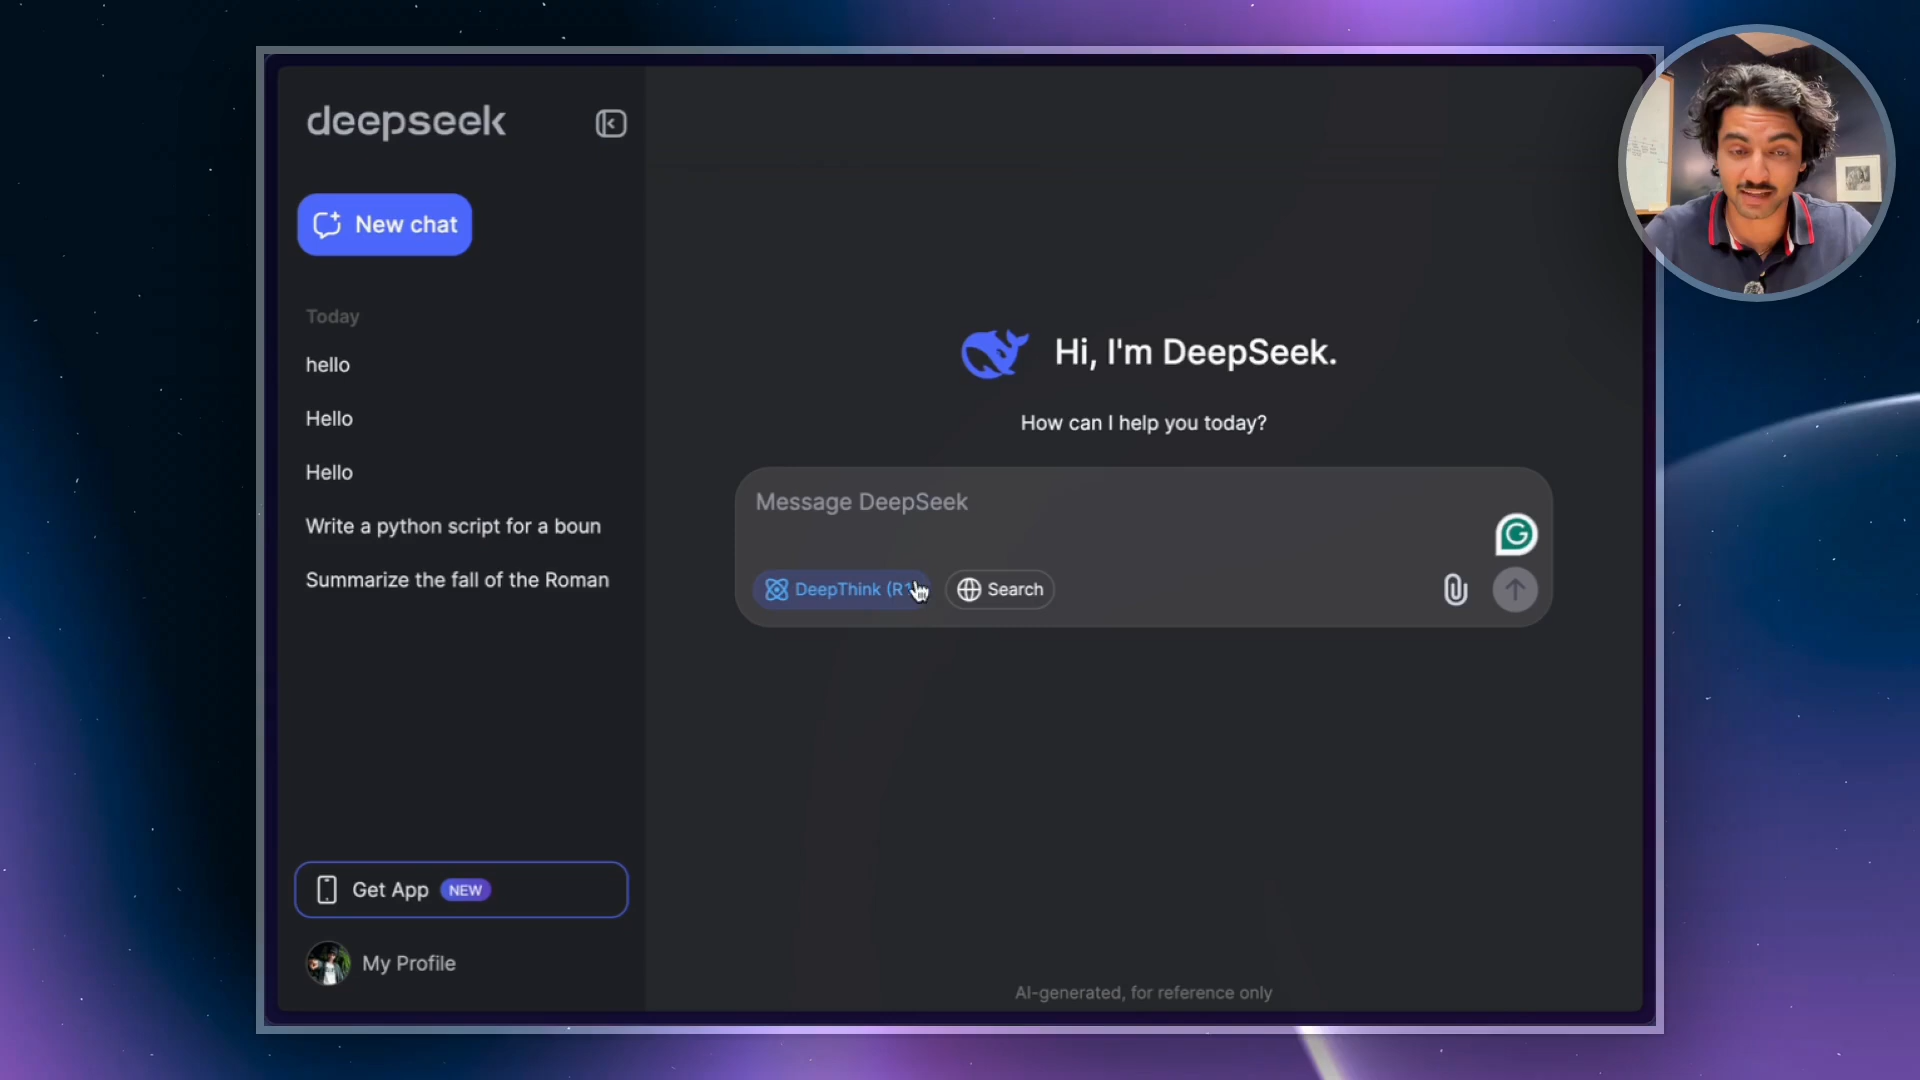 deepseek
New chat
Today
hello
Hello
Hello
Write a python script for a boun
Summarize the fall of the Roman
Get App NEW
My Profile
Hi, I'm DeepSeek.
How can I help you today?
Message DeepSeek
DeepThink (R1
Search
AI-generated, for reference only